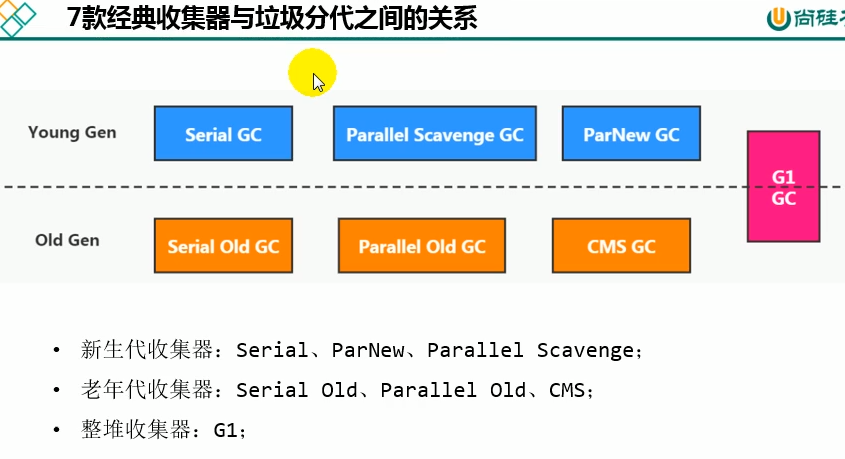 7款经典收集器与垃圾分代之间的关系
尚硅
Young Gen
Serial GC
Parallel Scavenge GC
ParNew GC
G1
GC
Old Gen
Serial Old GC
Parallel Old GC
CMS GC
• 新生代收集器：Serial、ParNew、Parallel Scavenge；
• 老年代收集器：Serial Old、Parallel Old、CMS；
• 整堆收集器：G1；